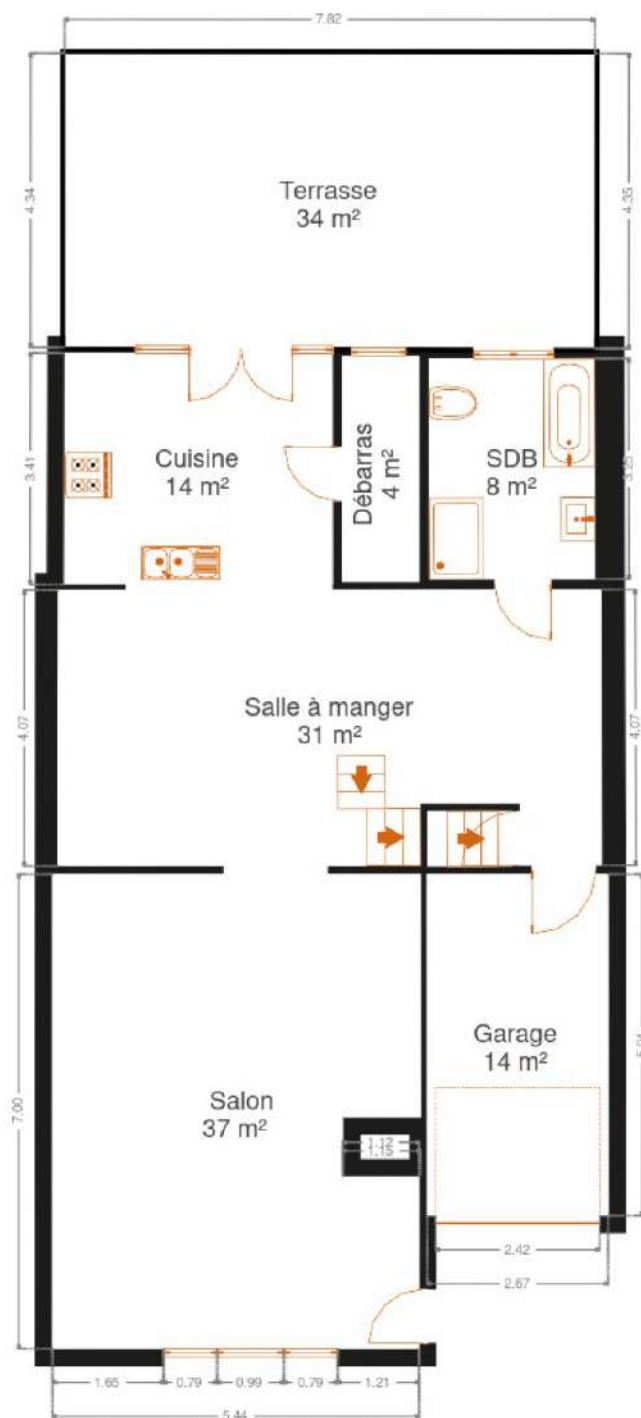 7.82
4.34
4.35
Terrasse
34 m²
3.41
Cuisine
14 m²
Débarras
4 m²
SDB
8 m²
3.25
4.07
Salle à manger
31 m²
4.07
7.00
Salon
37 m²
1.12
1.15
Garage
14 m²
2.42
2.67
1.65
0.79
0.99
0.79
1.21
5.44